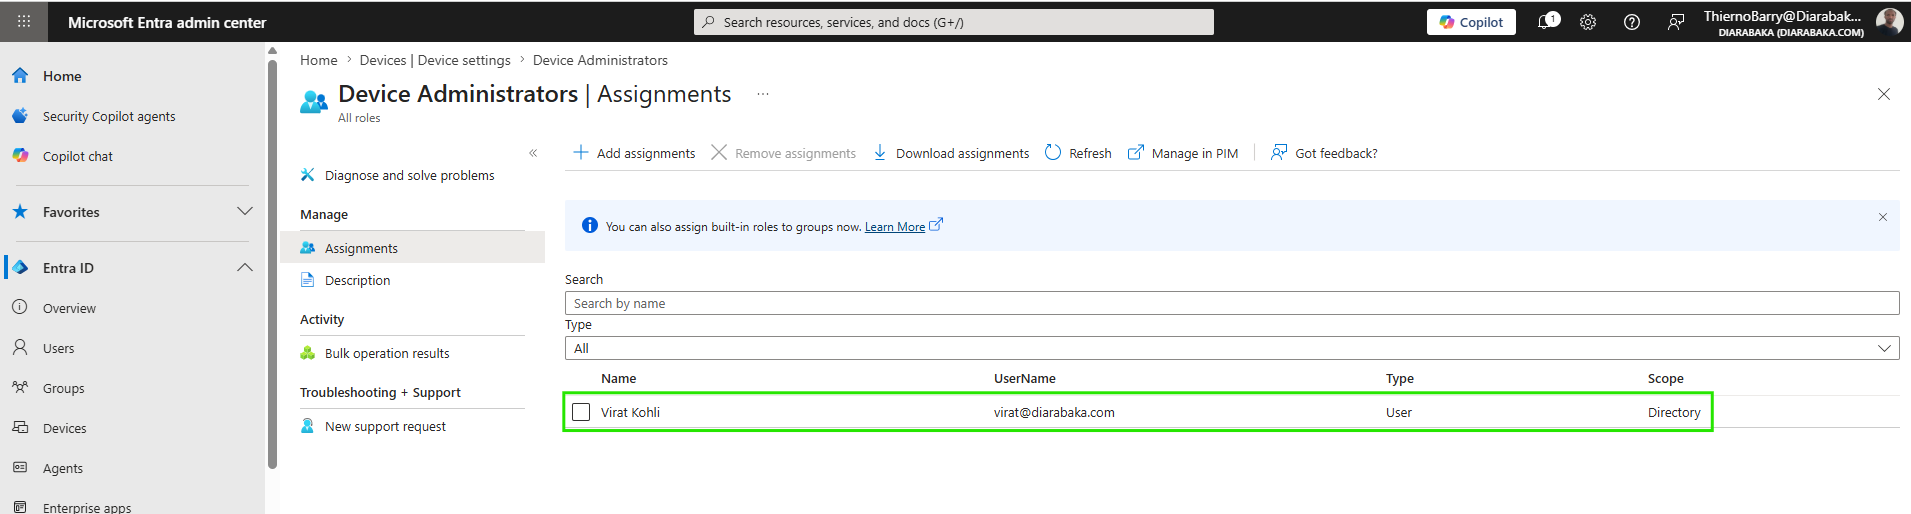 Microsoft Entra admin center
Search resources, services, and docs (G+/)
Copilot
1
ThiernoBarry@Diarabak...
DIARABAKA (DIARABAKA.COM)
Home
Security Copilot agents
Copilot chat
Favorites
Entra ID
Overview
Users
Groups
Devices
Agents
Enterprise apps
Home > Devices | Device settings > Device Administrators
Device Administrators | Assignments ...
All roles
Diagnose and solve problems
Manage
Assignments
Description
Activity
Bulk operation results
Troubleshooting + Support
New support request
Add assignments Remove assignments Download assignments Refresh Manage in PIM Got feedback?
You can also assign built-in roles to groups now. Learn More
Search
Search by name
Type
All
Name UserName Type Scope
Virat Kohli virat@diarabaka.com User Directory